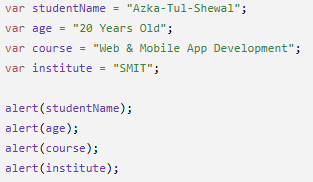 var studentName = "Azka-Tul-Shewal";
var age = "20 Years Old";
var course = "Web & Mobile App Development";
var institute = "SMIT";
alert(studentName);
alert(age);
alert(course);
alert(institute);